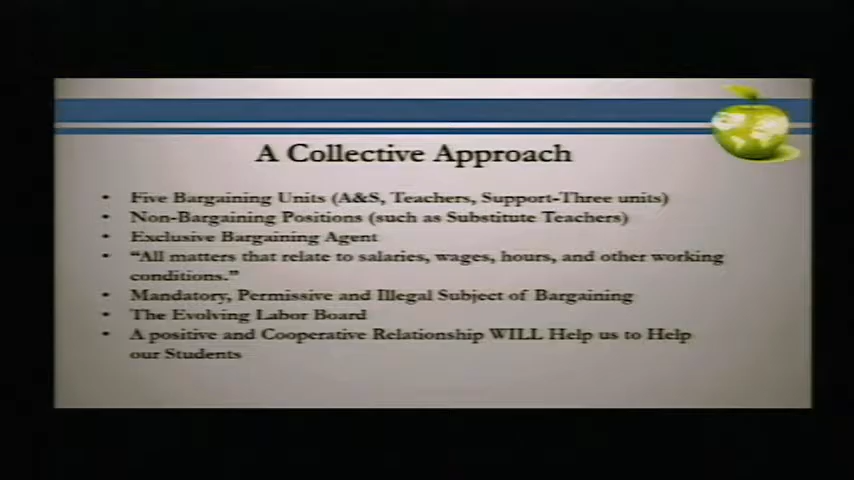 A Collective Approach
• Five Bargaining Units (A&S, Teachers, Support-Three units)
• Non-Bargaining Positions (such as Substitute Teachers)
• Exclusive Bargaining Agent
• “All matters that relate to salaries, wages, hours, and other working
conditions.”
• Mandatory, Permissive and Illegal Subject of Bargaining
• The Evolving Labor Board
• A positive and Cooperative Relationship WILL Help us to Help
our Students